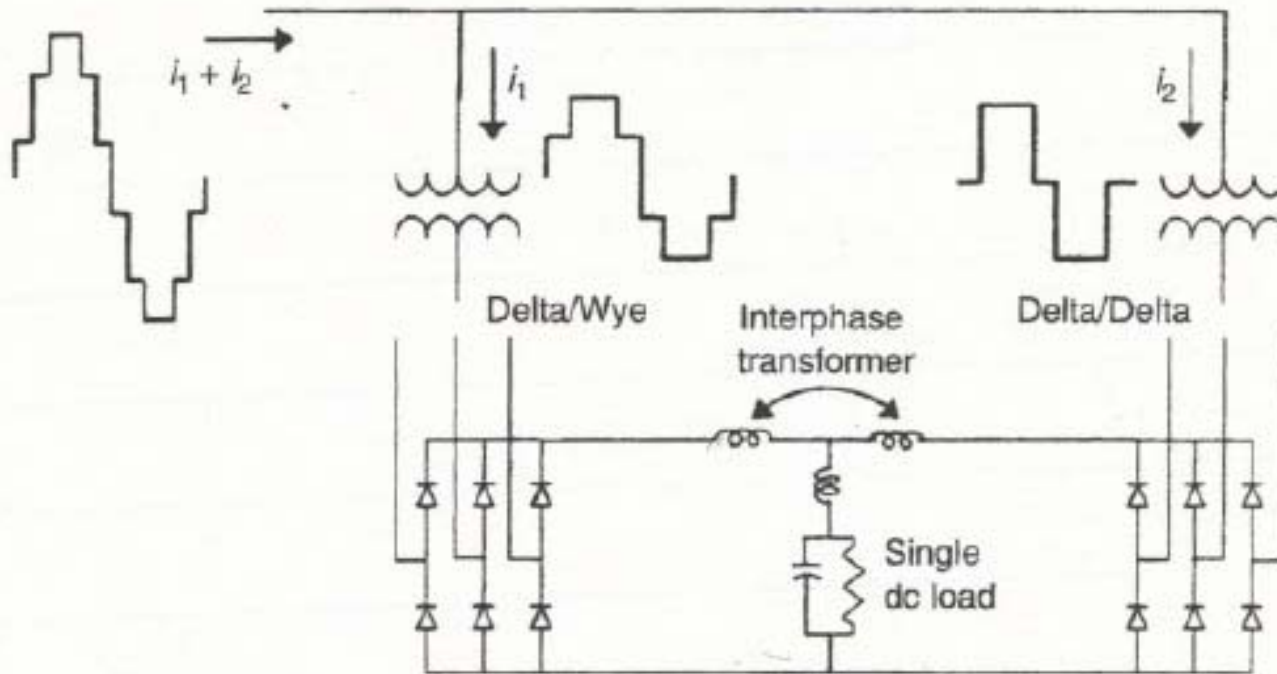 i₁ + i₂
i₁
i₂
Delta/Wye
Interphase
transformer
Delta/Delta
Single
dc load